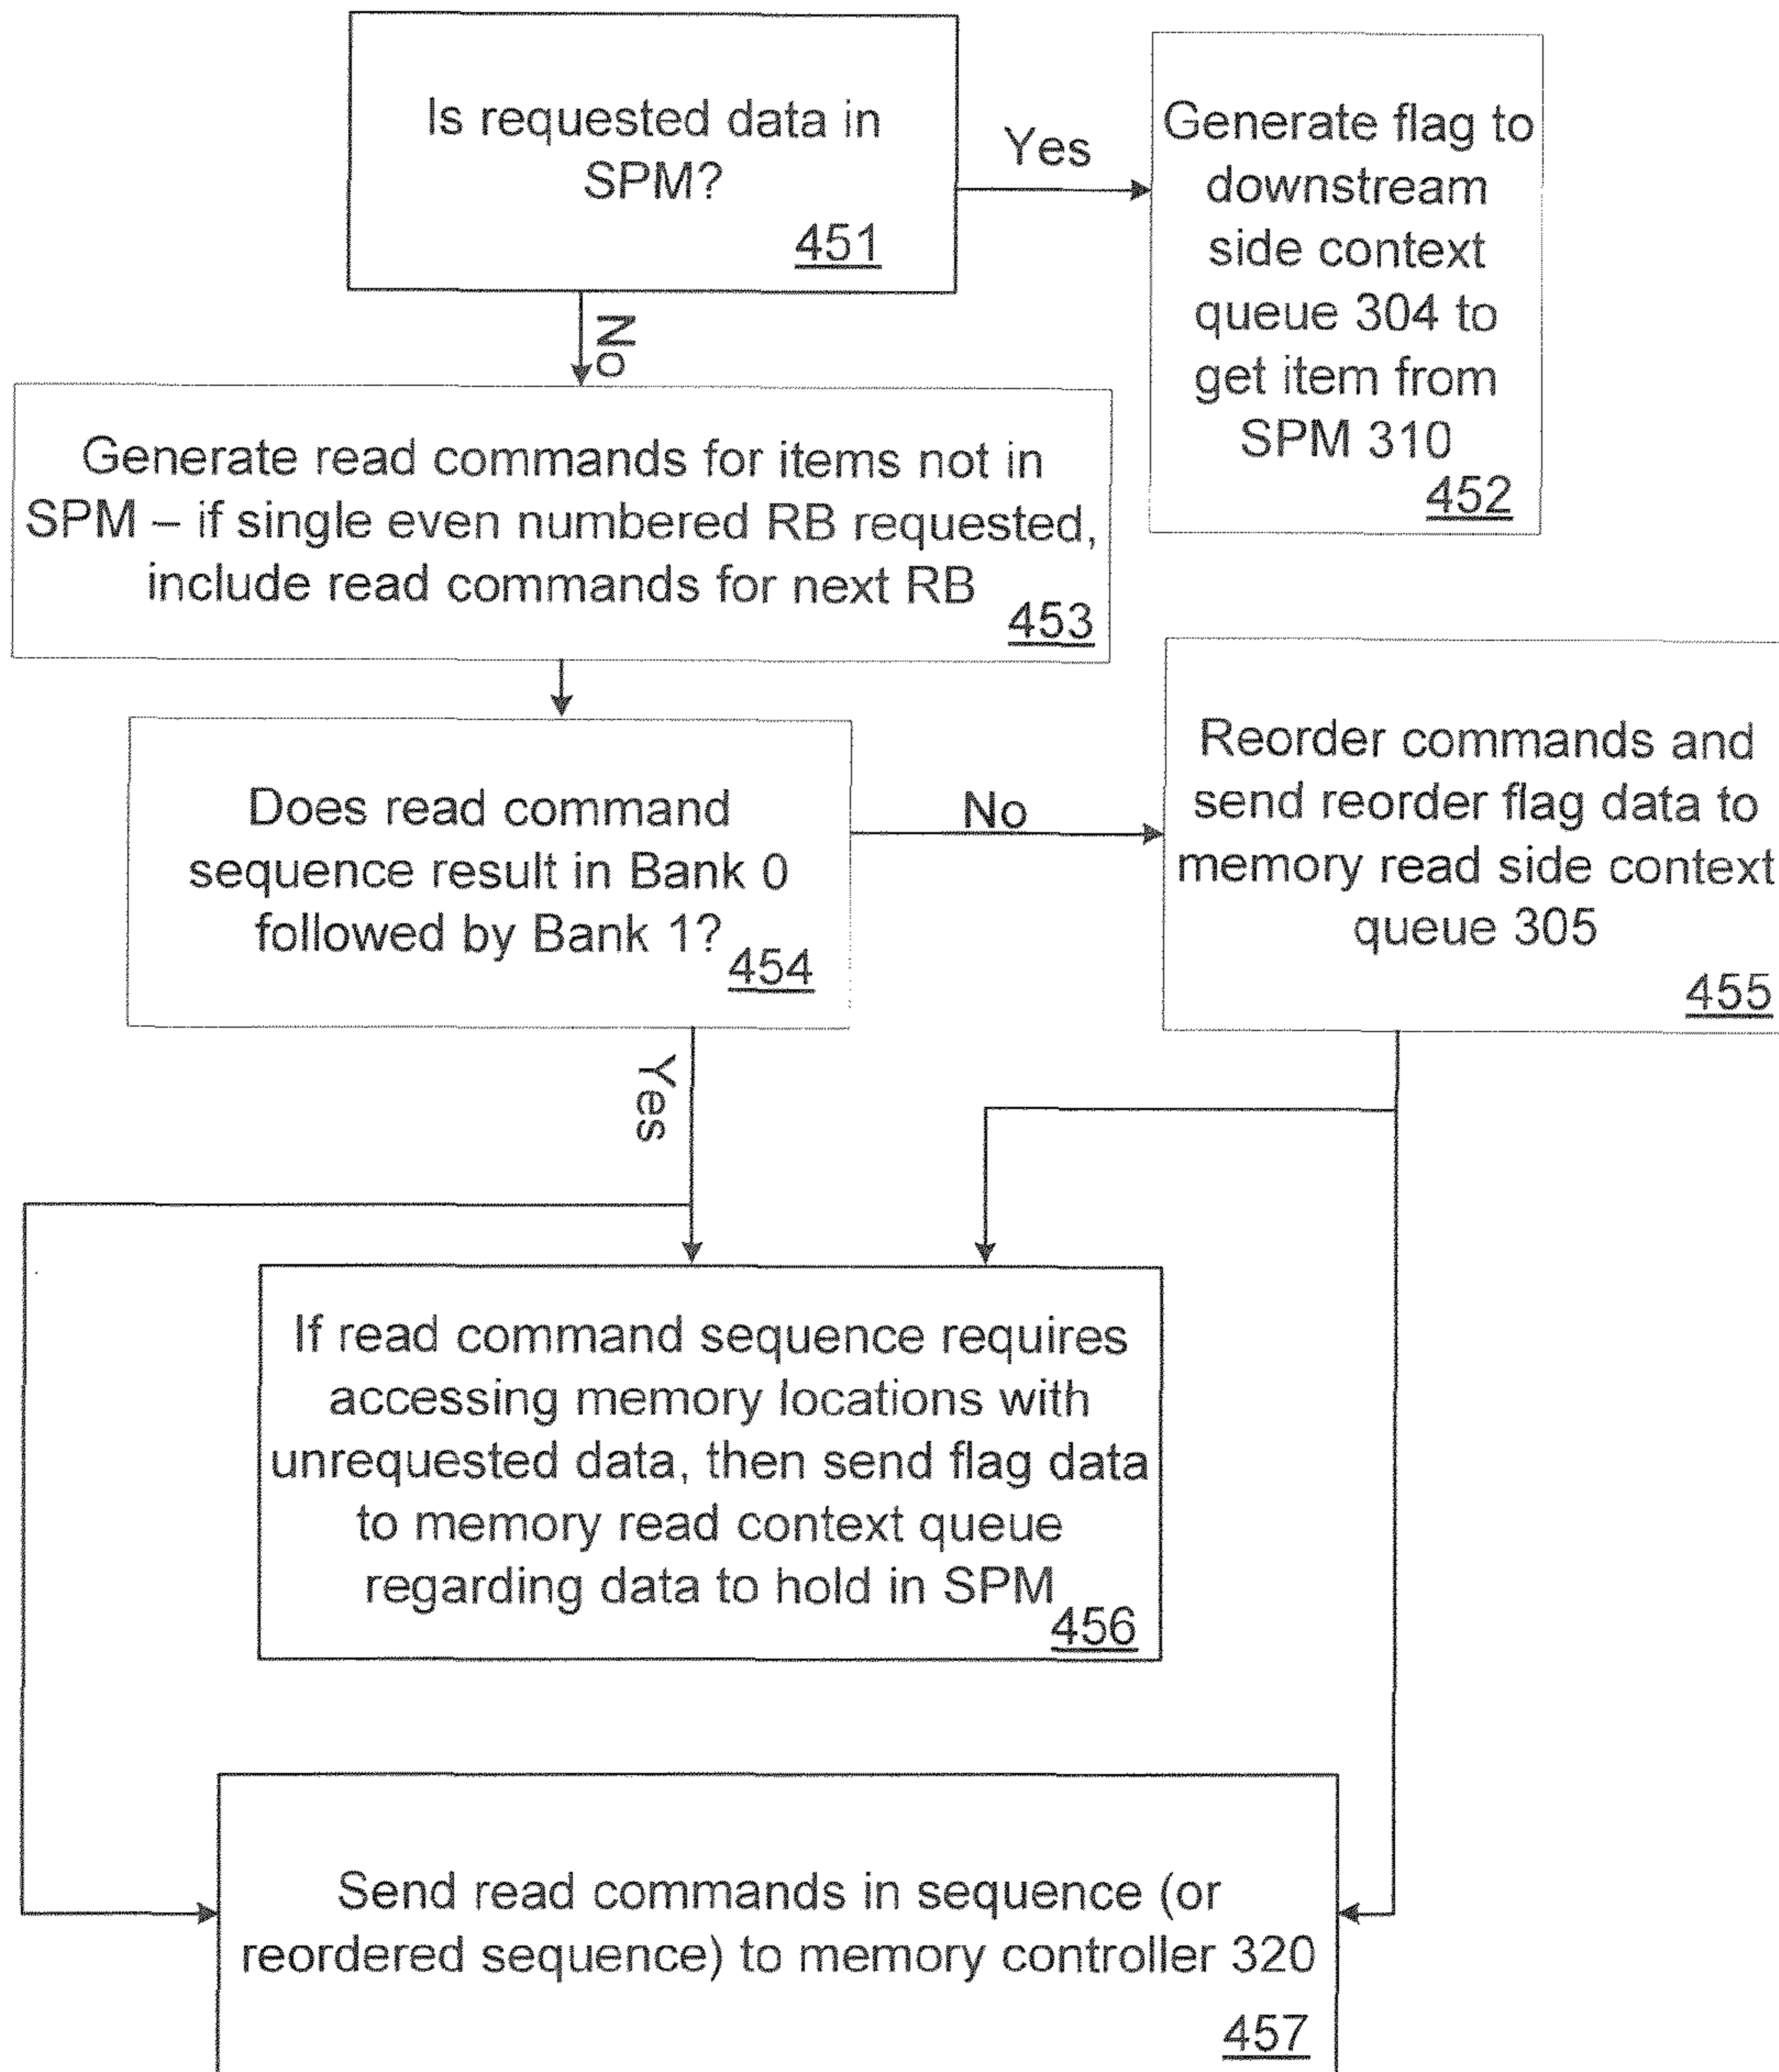 Is requested data in
SPM?
451
Yes
Generate flag to
downstream
side context
queue 304 to
get item from
SPM 310
452
No
Generate read commands for items not in
SPM – if single even numbered RB requested,
include read commands for next RB
453
Does read command
sequence result in Bank 0
followed by Bank 1?
454
No
Reorder commands and
send reorder flag data to
memory read side context
queue 305
455
Yes
If read command sequence requires
accessing memory locations with
unrequested data, then send flag data
to memory read context queue
regarding data to hold in SPM
456
Send read commands in sequence (or
reordered sequence) to memory controller 320
457